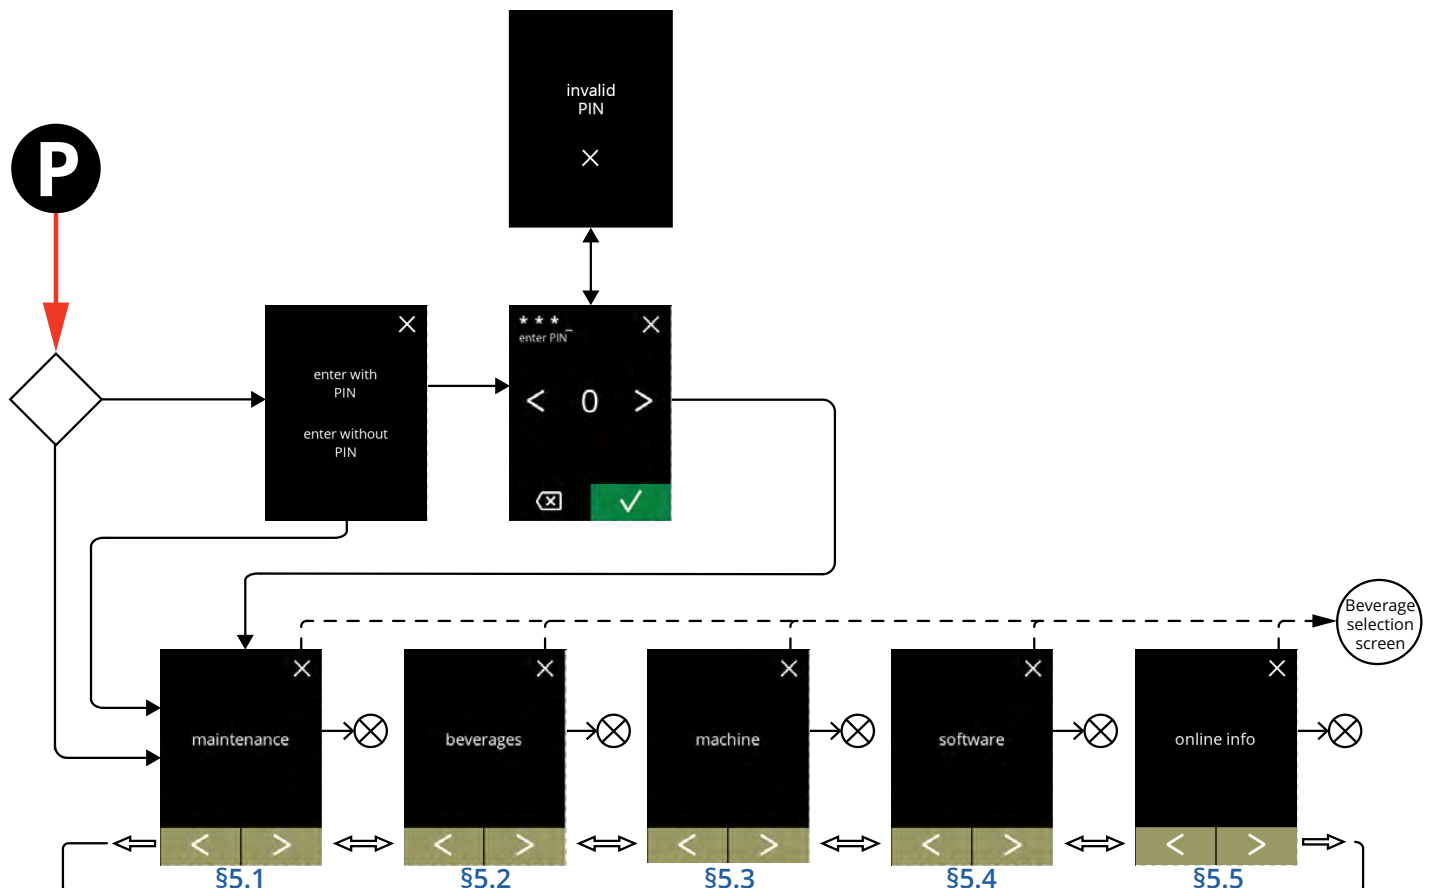 invalid
PIN
P
* * * _
enter PIN
enter with
PIN
enter without
PIN
< 0 >
Beverage
selection
screen
maintenance
beverages
machine
software
online info
< >
< >
< >
< >
< >
§5.1
§5.2
§5.3
§5.4
§5.5